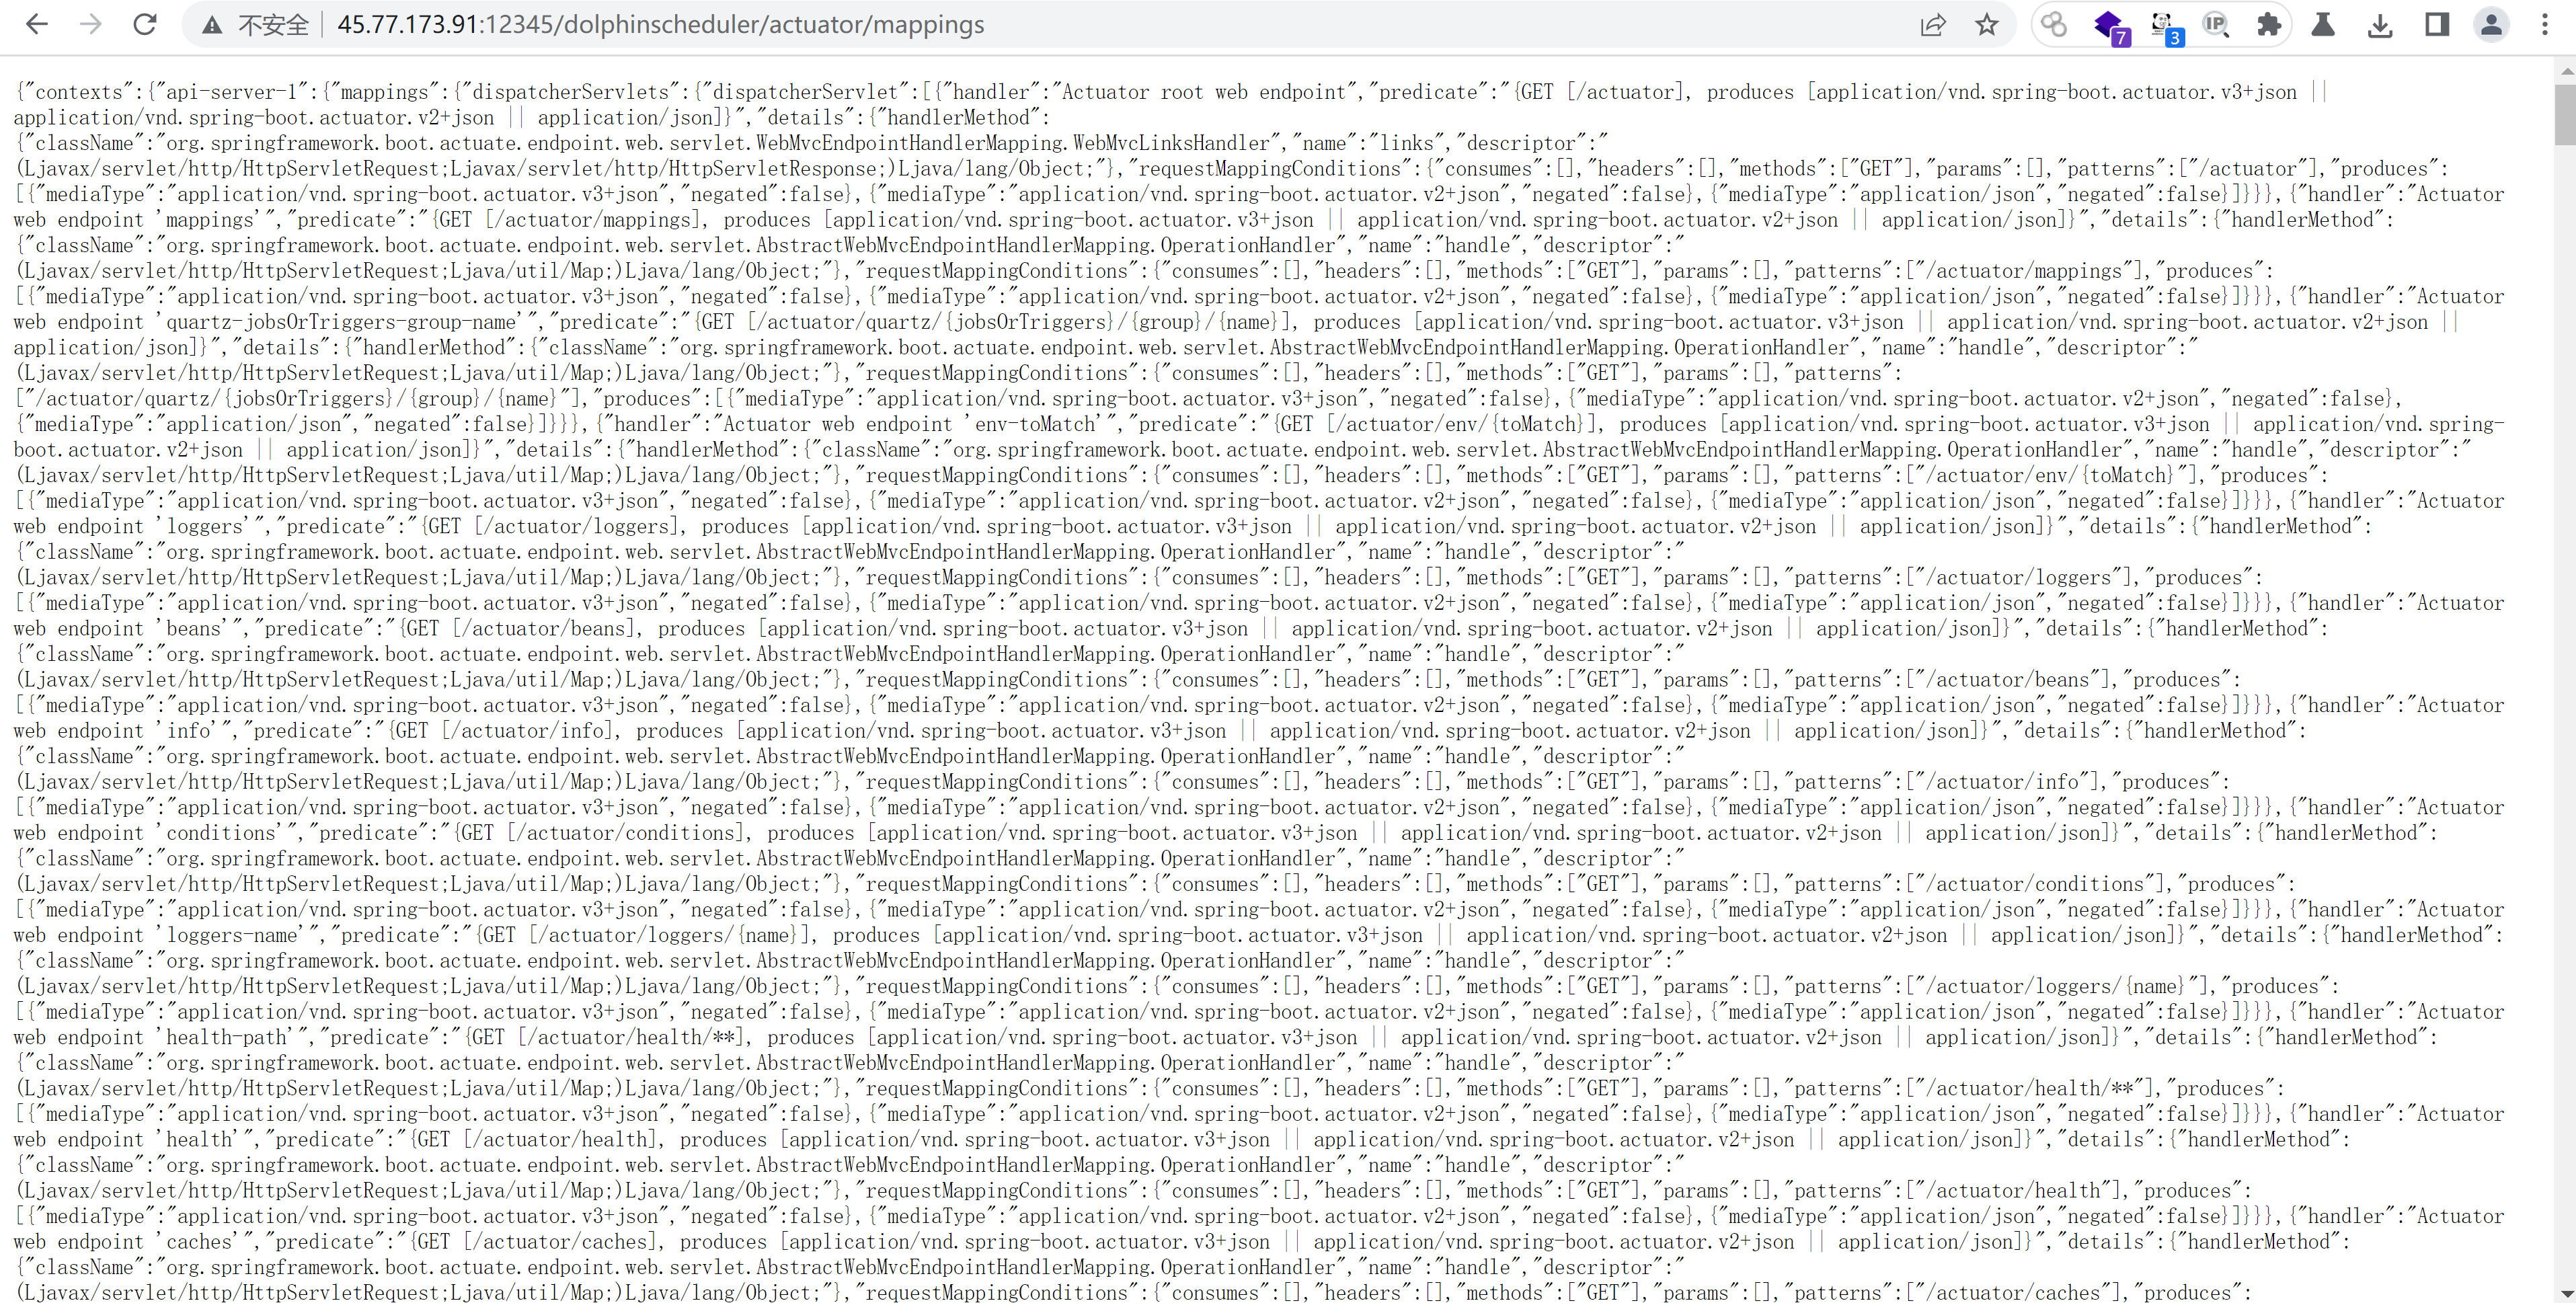 不安全 45.77.173.91:12345/dolphinscheduler/actuator/mappings
7 3 IP
{"contexts":{"api-server-1":{"mappings":{"dispatcherServlets":{"dispatcherServlet":[{"handler":"Actuator root web endpoint","predicate":"{GET [/actuator], produces [application/vnd.spring-boot.actuator.v3+json ||
application/vnd.spring-boot.actuator.v2+json || application/json]}","details":{"handlerMethod":
{"className":"org.springframework.boot.actuate.endpoint.web.servlet.WebMvcEndpointHandlerMapping.WebMvcLinksHandler","name":"links","descriptor":"
(Ljavax/servlet/http/HttpServletRequest;Ljavax/servlet/http/HttpServletResponse;)Ljava/lang/Object;"},"requestMappingConditions":{"consumes":[],"headers":[],"methods":["GET"],"params":[],"patterns":["/actuator"],"produces":
[{"mediaType":"application/vnd.spring-boot.actuator.v3+json","negated":false},{"mediaType":"application/vnd.spring-boot.actuator.v2+json","negated":false},{"mediaType":"application/json","negated":false}]}}},{"handler":"Actuator
web endpoint 'mappings'","predicate":"{GET [/actuator/mappings], produces [application/vnd.spring-boot.actuator.v3+json || application/vnd.spring-boot.actuator.v2+json || application/json]}","details":{"handlerMethod":
{"className":"org.springframework.boot.actuate.endpoint.web.servlet.AbstractWebMvcEndpointHandlerMapping.OperationHandler","name":"handle","descriptor":"
(Ljavax/servlet/http/HttpServletRequest;Ljava/util/Map;)Ljava/lang/Object;"},"requestMappingConditions":{"consumes":[],"headers":[],"methods":["GET"],"params":[],"patterns":["/actuator/mappings"],"produces":
[{"mediaType":"application/vnd.spring-boot.actuator.v3+json","negated":false},{"mediaType":"application/vnd.spring-boot.actuator.v2+json","negated":false},{"mediaType":"application/json","negated":false}]}}},{"handler":"Actuator
web endpoint 'quartz-jobsOrTriggers-group-name'","predicate":"{GET [/actuator/quartz/{jobsOrTriggers}/{group}/{name}], produces [application/vnd.spring-boot.actuator.v3+json || application/vnd.spring-boot.actuator.v2+json ||
application/json]}","details":{"handlerMethod":{"className":"org.springframework.boot.actuate.endpoint.web.servlet.AbstractWebMvcEndpointHandlerMapping.OperationHandler","name":"handle","descriptor":"
(Ljavax/servlet/http/HttpServletRequest;Ljava/util/Map;)Ljava/lang/Object;"},"requestMappingConditions":{"consumes":[],"headers":[],"methods":["GET"],"params":[],"patterns":
["/actuator/quartz/{jobsOrTriggers}/{group}/{name}"],"produces":[{"mediaType":"application/vnd.spring-boot.actuator.v3+json","negated":false},{"mediaType":"application/vnd.spring-boot.actuator.v2+json","negated":false},
{"mediaType":"application/json","negated":false}]}}},{"handler":"Actuator web endpoint 'env-toMatch'","predicate":"{GET [/actuator/env/{toMatch}], produces [application/vnd.spring-boot.actuator.v3+json || application/vnd.spring-
boot.actuator.v2+json || application/json]}","details":{"handlerMethod":{"className":"org.springframework.boot.actuate.endpoint.web.servlet.AbstractWebMvcEndpointHandlerMapping.OperationHandler","name":"handle","descriptor":"
(Ljavax/servlet/http/HttpServletRequest;Ljava/util/Map;)Ljava/lang/Object;"},"requestMappingConditions":{"consumes":[],"headers":[],"methods":["GET"],"params":[],"patterns":["/actuator/env/{toMatch}"],"produces":
[{"mediaType":"application/vnd.spring-boot.actuator.v3+json","negated":false},{"mediaType":"application/vnd.spring-boot.actuator.v2+json","negated":false},{"mediaType":"application/json","negated":false}]}}},{"handler":"Actuator
web endpoint 'loggers'","predicate":"{GET [/actuator/loggers], produces [application/vnd.spring-boot.actuator.v3+json || application/vnd.spring-boot.actuator.v2+json || application/json]}","details":{"handlerMethod":
{"className":"org.springframework.boot.actuate.endpoint.web.servlet.AbstractWebMvcEndpointHandlerMapping.OperationHandler","name":"handle","descriptor":"
(Ljavax/servlet/http/HttpServletRequest;Ljava/util/Map;)Ljava/lang/Object;"},"requestMappingConditions":{"consumes":[],"headers":[],"methods":["GET"],"params":[],"patterns":["/actuator/loggers"],"produces":
[{"mediaType":"application/vnd.spring-boot.actuator.v3+json","negated":false},{"mediaType":"application/vnd.spring-boot.actuator.v2+json","negated":false},{"mediaType":"application/json","negated":false}]}}},{"handler":"Actuator
web endpoint 'beans'","predicate":"{GET [/actuator/beans], produces [application/vnd.spring-boot.actuator.v3+json || application/vnd.spring-boot.actuator.v2+json || application/json]}","details":{"handlerMethod":
{"className":"org.springframework.boot.actuate.endpoint.web.servlet.AbstractWebMvcEndpointHandlerMapping.OperationHandler","name":"handle","descriptor":"
(Ljavax/servlet/http/HttpServletRequest;Ljava/util/Map;)Ljava/lang/Object;"},"requestMappingConditions":{"consumes":[],"headers":[],"methods":["GET"],"params":[],"patterns":["/actuator/beans"],"produces":
[{"mediaType":"application/vnd.spring-boot.actuator.v3+json","negated":false},{"mediaType":"application/vnd.spring-boot.actuator.v2+json","negated":false},{"mediaType":"application/json","negated":false}]}}},{"handler":"Actuator
web endpoint 'info'","predicate":"{GET [/actuator/info], produces [application/vnd.spring-boot.actuator.v3+json || application/vnd.spring-boot.actuator.v2+json || application/json]}","details":{"handlerMethod":
{"className":"org.springframework.boot.actuate.endpoint.web.servlet.AbstractWebMvcEndpointHandlerMapping.OperationHandler","name":"handle","descriptor":"
(Ljavax/servlet/http/HttpServletRequest;Ljava/util/Map;)Ljava/lang/Object;"},"requestMappingConditions":{"consumes":[],"headers":[],"methods":["GET"],"params":[],"patterns":["/actuator/info"],"produces":
[{"mediaType":"application/vnd.spring-boot.actuator.v3+json","negated":false},{"mediaType":"application/vnd.spring-boot.actuator.v2+json","negated":false},{"mediaType":"application/json","negated":false}]}}},{"handler":"Actuator
web endpoint 'conditions'","predicate":"{GET [/actuator/conditions], produces [application/vnd.spring-boot.actuator.v3+json || application/vnd.spring-boot.actuator.v2+json || application/json]}","details":{"handlerMethod":
{"className":"org.springframework.boot.actuate.endpoint.web.servlet.AbstractWebMvcEndpointHandlerMapping.OperationHandler","name":"handle","descriptor":"
(Ljavax/servlet/http/HttpServletRequest;Ljava/util/Map;)Ljava/lang/Object;"},"requestMappingConditions":{"consumes":[],"headers":[],"methods":["GET"],"params":[],"patterns":["/actuator/conditions"],"produces":
[{"mediaType":"application/vnd.spring-boot.actuator.v3+json","negated":false},{"mediaType":"application/vnd.spring-boot.actuator.v2+json","negated":false},{"mediaType":"application/json","negated":false}]}}},{"handler":"Actuator
web endpoint 'loggers-name'","predicate":"{GET [/actuator/loggers/{name}], produces [application/vnd.spring-boot.actuator.v3+json || application/vnd.spring-boot.actuator.v2+json || application/json]}","details":{"handlerMethod":
{"className":"org.springframework.boot.actuate.endpoint.web.servlet.AbstractWebMvcEndpointHandlerMapping.OperationHandler","name":"handle","descriptor":"
(Ljavax/servlet/http/HttpServletRequest;Ljava/util/Map;)Ljava/lang/Object;"},"requestMappingConditions":{"consumes":[],"headers":[],"methods":["GET"],"params":[],"patterns":["/actuator/loggers/{name}"],"produces":
[{"mediaType":"application/vnd.spring-boot.actuator.v3+json","negated":false},{"mediaType":"application/vnd.spring-boot.actuator.v2+json","negated":false},{"mediaType":"application/json","negated":false}]}}},{"handler":"Actuator
web endpoint 'health-path'","predicate":"{GET [/actuator/health/**], produces [application/vnd.spring-boot.actuator.v3+json || application/vnd.spring-boot.actuator.v2+json || application/json]}","details":{"handlerMethod":
{"className":"org.springframework.boot.actuate.endpoint.web.servlet.AbstractWebMvcEndpointHandlerMapping.OperationHandler","name":"handle","descriptor":"
(Ljavax/servlet/http/HttpServletRequest;Ljava/util/Map;)Ljava/lang/Object;"},"requestMappingConditions":{"consumes":[],"headers":[],"methods":["GET"],"params":[],"patterns":["/actuator/health/**"],"produces":
[{"mediaType":"application/vnd.spring-boot.actuator.v3+json","negated":false},{"mediaType":"application/vnd.spring-boot.actuator.v2+json","negated":false},{"mediaType":"application/json","negated":false}]}}},{"handler":"Actuator
web endpoint 'health'","predicate":"{GET [/actuator/health], produces [application/vnd.spring-boot.actuator.v3+json || application/vnd.spring-boot.actuator.v2+json || application/json]}","details":{"handlerMethod":
{"className":"org.springframework.boot.actuate.endpoint.web.servlet.AbstractWebMvcEndpointHandlerMapping.OperationHandler","name":"handle","descriptor":"
(Ljavax/servlet/http/HttpServletRequest;Ljava/util/Map;)Ljava/lang/Object;"},"requestMappingConditions":{"consumes":[],"headers":[],"methods":["GET"],"params":[],"patterns":["/actuator/health"],"produces":
[{"mediaType":"application/vnd.spring-boot.actuator.v3+json","negated":false},{"mediaType":"application/vnd.spring-boot.actuator.v2+json","negated":false},{"mediaType":"application/json","negated":false}]}}},{"handler":"Actuator
web endpoint 'caches'","predicate":"{GET [/actuator/caches], produces [application/vnd.spring-boot.actuator.v3+json || application/vnd.spring-boot.actuator.v2+json || application/json]}","details":{"handlerMethod":
{"className":"org.springframework.boot.actuate.endpoint.web.servlet.AbstractWebMvcEndpointHandlerMapping.OperationHandler","name":"handle","descriptor":"
(Ljavax/servlet/http/HttpServletRequest;Ljava/util/Map;)Ljava/lang/Object;"},"requestMappingConditions":{"consumes":[],"headers":[],"methods":["GET"],"params":[],"patterns":["/actuator/caches"],"produces":